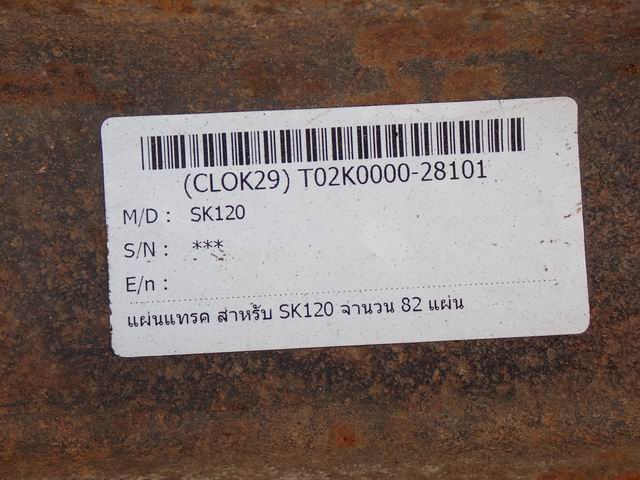 (CLOK29) T02K0000-28101
M/D : SK120
S/N : ***
E/n :
แผ่นแทรค สำหรับ SK120 จำนวน 82 แผ่น